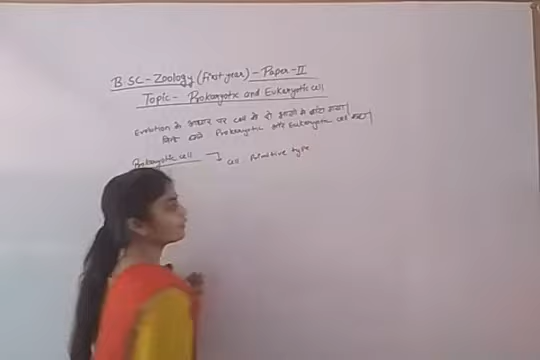 B.SC - Zoology (first year) - Paper - II
Topic - Prokaryotic and Eukaryotic cell
Evolution के आधार पर cell को दो भागों में बांटा गया।
Prokaryotic और Eukaryotic cell कहा।
Prokaryotic cell → cell Primitive type